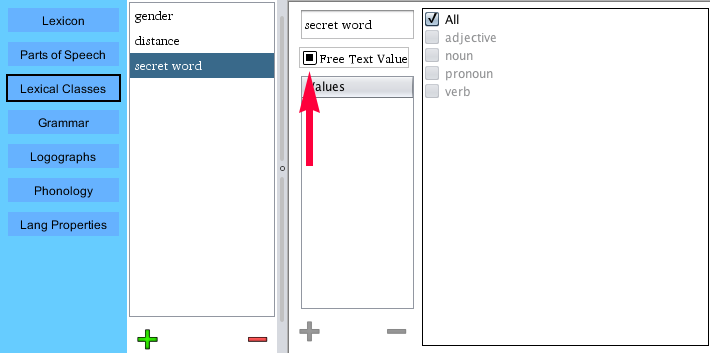 Lexicon
Parts of Speech
Lexical Classes
Grammar
Logographs
Phonology
Lang Properties
gender
distance
secret word
secret word
Free Text Value
Values
All
adjective
noun
pronoun
verb